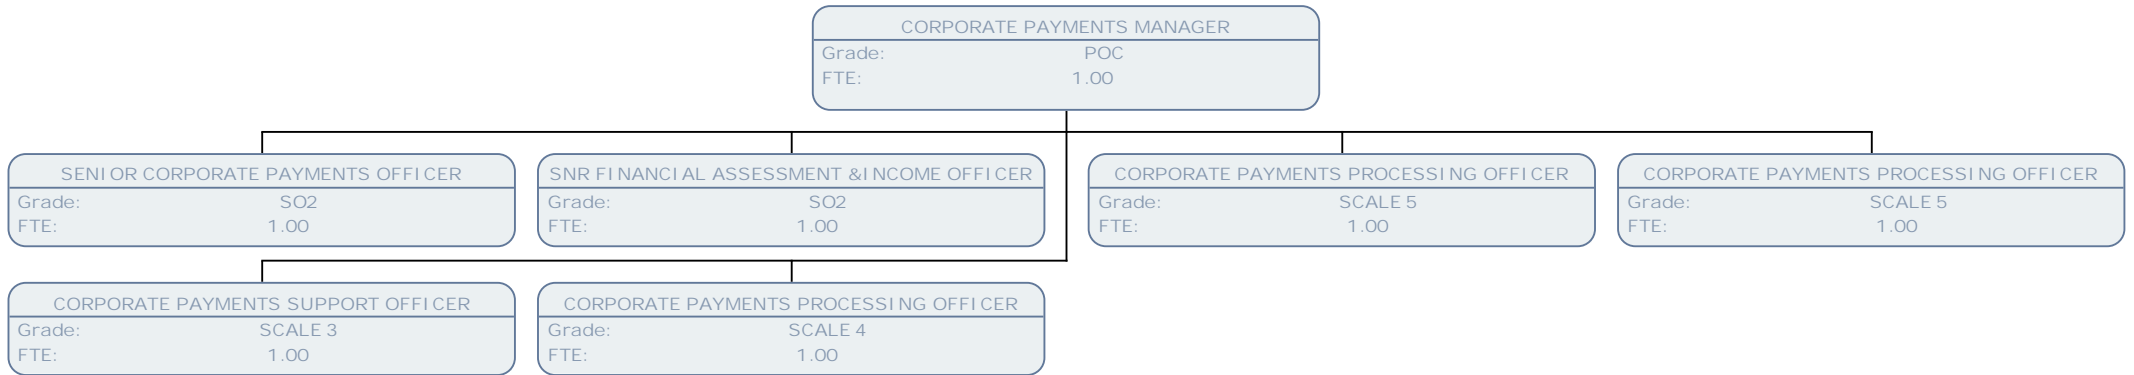 CORPORATE PAYMENTS MANAGER
Grade: POC
FTE: 1.00
SENIOR CORPORATE PAYMENTS OFFICER
Grade: SO2
FTE: 1.00
SNR FINANCIAL ASSESSMENT &INCOME OFFICER
Grade: SO2
FTE: 1.00
CORPORATE PAYMENTS PROCESSING OFFICER
Grade: SCALE 5
FTE: 1.00
CORPORATE PAYMENTS PROCESSING OFFICER
Grade: SCALE 5
FTE: 1.00
CORPORATE PAYMENTS SUPPORT OFFICER
Grade: SCALE 3
FTE: 1.00
CORPORATE PAYMENTS PROCESSING OFFICER
Grade: SCALE 4
FTE: 1.00